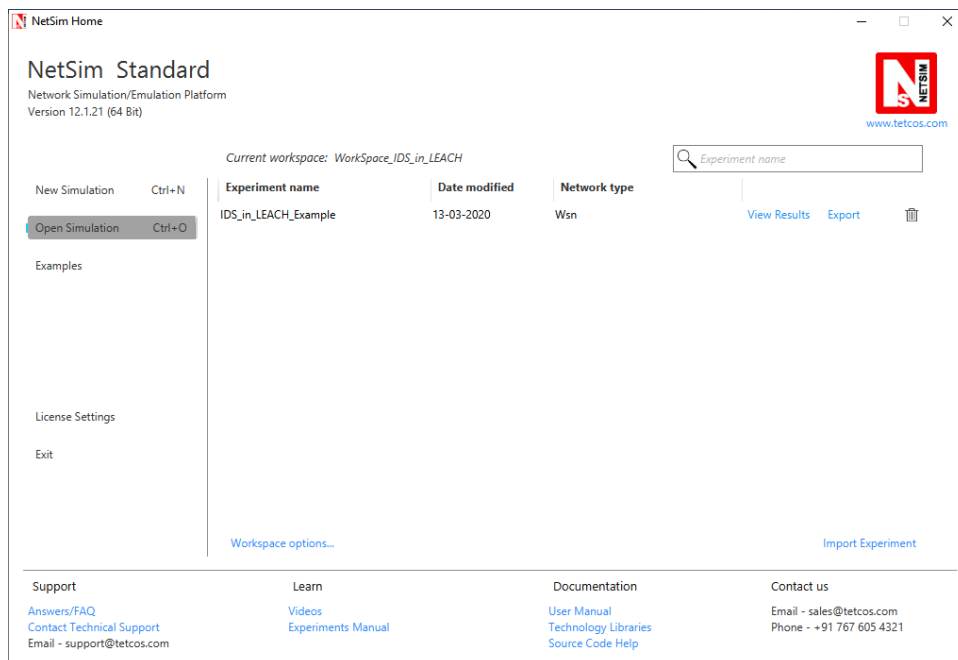 NetSim Home
NetSim Standard
Network Simulation/Emulation Platform
Version 12.1.21 (64 Bit)
NS NETSIM
www.tetcos.com
Current workspace: WorkSpace_IDS_in_LEACH
Experiment name
New Simulation Ctrl+N
Experiment name Date modified Network type
IDS_in_LEACH_Example 13-03-2020 Wsn View Results Export
Open Simulation Ctrl+O
Examples
License Settings
Exit
Workspace options... Import Experiment
Support
Answers/FAQ
Contact Technical Support
Email - support@tetcos.com
Learn
Videos
Experiments Manual
Documentation
User Manual
Technology Libraries
Source Code Help
Contact us
Email - sales@tetcos.com
Phone - +91 767 605 4321